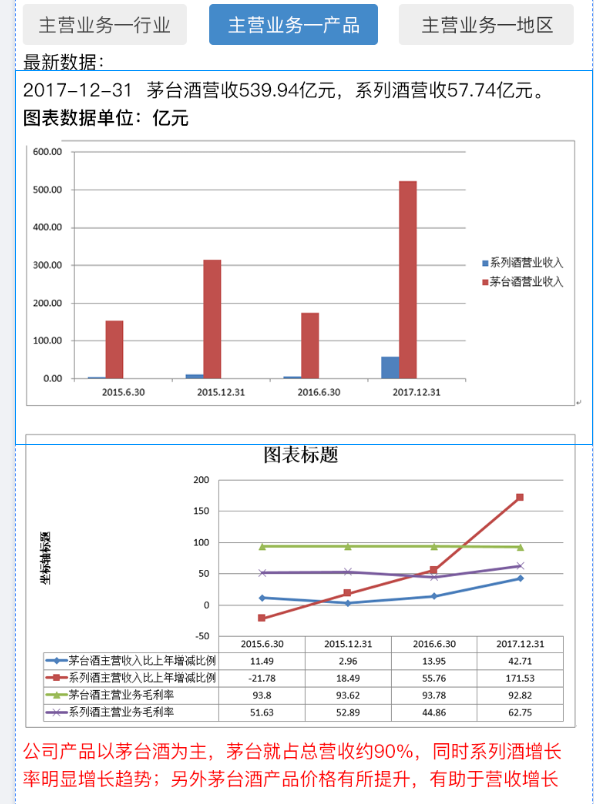 主营业务—行业 主营业务—产品 主营业务—地区
最新数据：
2017-12-31 茅台酒营收539.94亿元，系列酒营收57.74亿元。
图表数据单位：亿元
600.00
500.00
400.00
300.00
200.00
100.00
0.00
2015.6.30 2015.12.31 2016.6.30 2017.12.31
系列酒营业收入
茅台酒营业收入
图表标题
坐标轴标题
200
150
100
50
0
-50
2015.6.30 2015.12.31 2016.6.30 2017.12.31
茅台酒主营收入比上年增减比例 11.49 2.96 13.95 42.71
系列酒主营收入比上年增减比例 -21.78 18.49 55.76 171.53
茅台酒主营业务毛利率 93.8 93.62 93.78 92.82
系列酒主营业务毛利率 51.63 52.89 44.86 62.75
公司产品以茅台酒为主，茅台就占总营收约90%，同时系列酒增长
率明显增长趋势；另外茅台酒产品价格有所提升，有助于营收增长